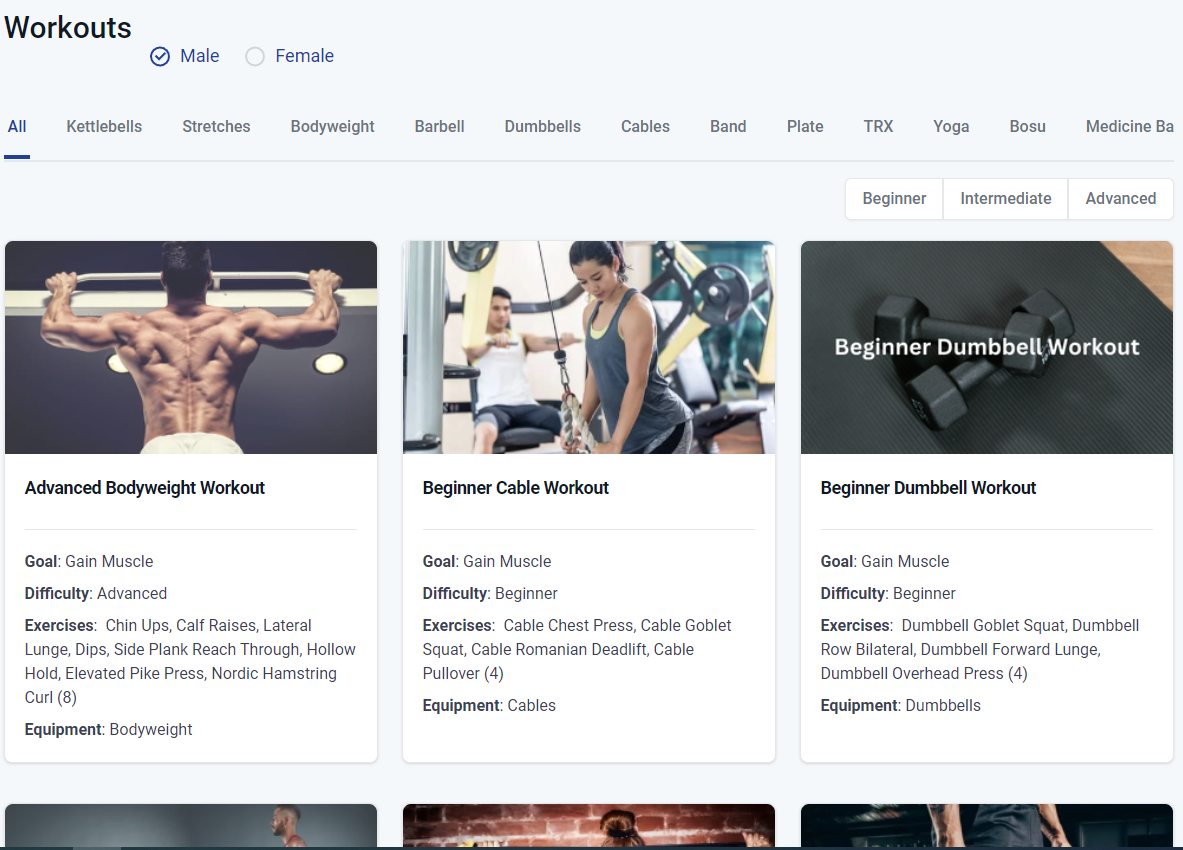 Workouts
Male Female
All Kettlebells Stretches Bodyweight Barbell Dumbbells Cables Band Plate TRX Yoga Bosu Medicine Ba
Beginner Intermediate Advanced
Beginner Dumbbell Workout
Advanced Bodyweight Workout
Goal: Gain Muscle
Difficulty: Advanced
Exercises: Chin Ups, Calf Raises, Lateral
Lunge, Dips, Side Plank Reach Through, Hollow
Hold, Elevated Pike Press, Nordic Hamstring
Curl (8)
Equipment: Bodyweight
Beginner Cable Workout
Goal: Gain Muscle
Difficulty: Beginner
Exercises: Cable Chest Press, Cable Goblet
Squat, Cable Romanian Deadlift, Cable
Pullover (4)
Equipment: Cables
Beginner Dumbbell Workout
Goal: Gain Muscle
Difficulty: Beginner
Exercises: Dumbbell Goblet Squat, Dumbbell
Row Bilateral, Dumbbell Forward Lunge,
Dumbbell Overhead Press (4)
Equipment: Dumbbells